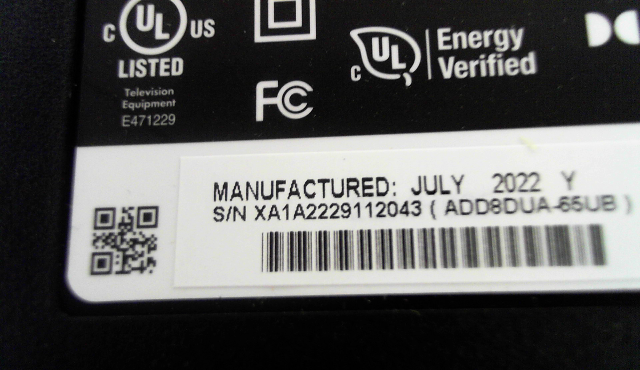 C UL US
LISTED
Television
Equipment
E471229
FC
C UL Energy
Verified
MANUFACTURED: JULY 2022 Y
S/N XA1A2229112043 ( ADD8DUA-65UB )